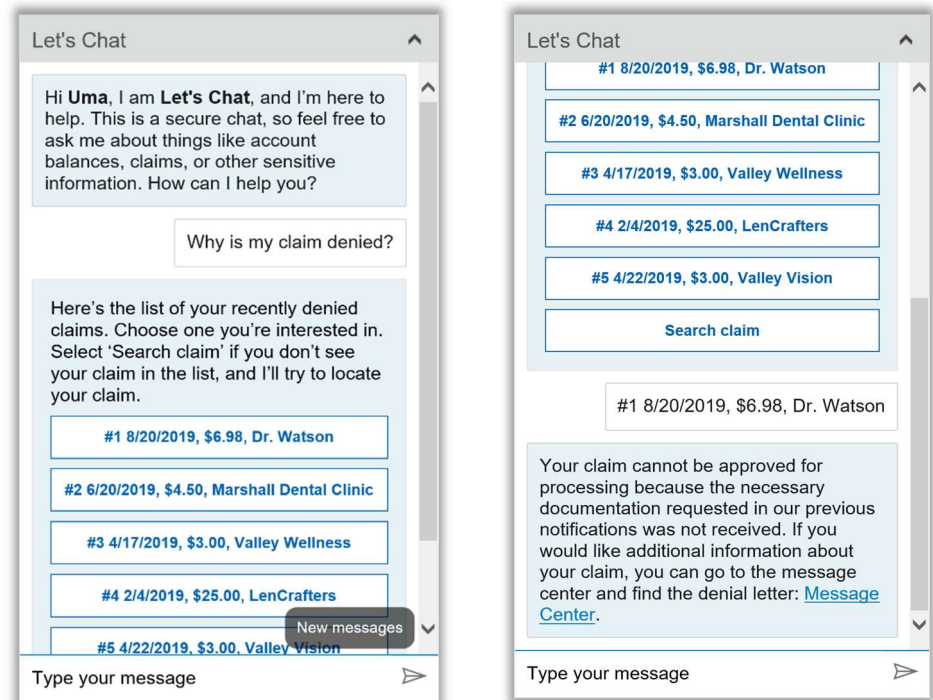 Let's Chat
Hi Uma, I am Let's Chat, and I'm here to
help. This is a secure chat, so feel free to
ask me about things like account
balances, claims, or other sensitive
information. How can I help you?
Why is my claim denied?
Here's the list of your recently denied
claims. Choose one you're interested in.
Select ‘Search claim’ if you don't see
your claim in the list, and I'll try to locate
your claim.
#1 8/20/2019, $6.98, Dr. Watson
#2 6/20/2019, $4.50, Marshall Dental Clinic
#3 4/17/2019, $3.00, Valley Wellness
#4 2/4/2019, $25.00, LenCrafters
New messages
#5 4/22/2019, $3.00, Valley Vision
Type your message
Let's Chat
#1 8/20/2019, $6.98, Dr. Watson
#2 6/20/2019, $4.50, Marshall Dental Clinic
#3 4/17/2019, $3.00, Valley Wellness
#4 2/4/2019, $25.00, LenCrafters
#5 4/22/2019, $3.00, Valley Vision
Search claim
#1 8/20/2019, $6.98, Dr. Watson
Your claim cannot be approved for
processing because the necessary
documentation requested in our previous
notifications was not received. If you
would like additional information about
your claim, you can go to the message
center and find the denial letter: Message
Center.
Type your message